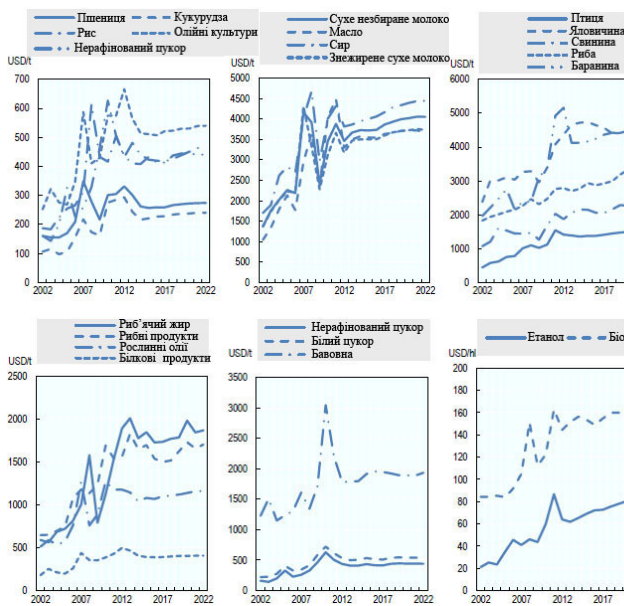 Пшениця Кукурудза
Рис Олійні культури
Нерафінований цукор
USD/t
700
600
500
400
300
200
100
0
2002 2007 2012 2017 2022
Сухе незбиране молоко
Масло
Сир
Знежирене сухе молоко
USD/t
5000
4500
4000
3500
3000
2500
2000
1500
1000
500
0
2002 2007 2012 2017 2022
Птиця
Яловичина
Свинина
Риба
Баранина
USD/t
6000
5000
4000
3000
2000
1000
0
2002 2007 2012 2017
Риб’ячий жир
Рибні продукти
Рослинні олії
Білкові продукти
USD/t
2500
2000
1500
1000
500
0
2002 2007 2012 2017 2022
Нерафінований цукор
Білий цукор
Бавовна
USD/t
3500
3000
2500
2000
1500
1000
500
0
2002 2007 2012 2017 2022
Етанол Біо
USD/hl
200
180
160
140
120
100
80
60
40
20
0
2002 2007 2012 2017